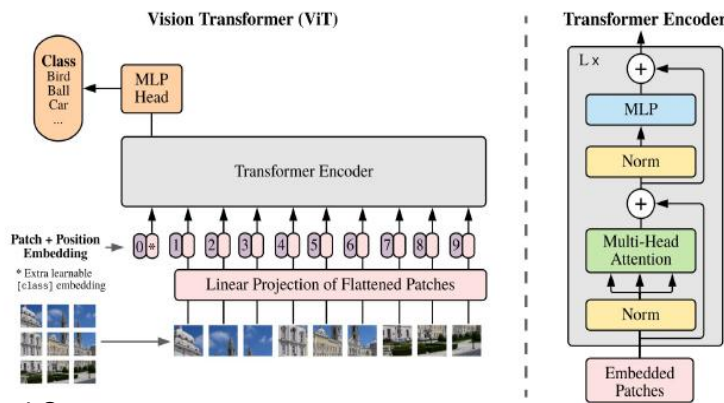 Vision Transformer (ViT)
Class
Bird
Ball
Car
...
MLP
Head
Transformer Encoder
Patch + Position
Embedding
* Extra learnable
[class] embedding
0 * 1 2 3 4 5 6 7 8 9
Linear Projection of Flattened Patches
Transformer Encoder
L x
+
MLP
Norm
+
Multi-Head
Attention
Norm
Embedded
Patches